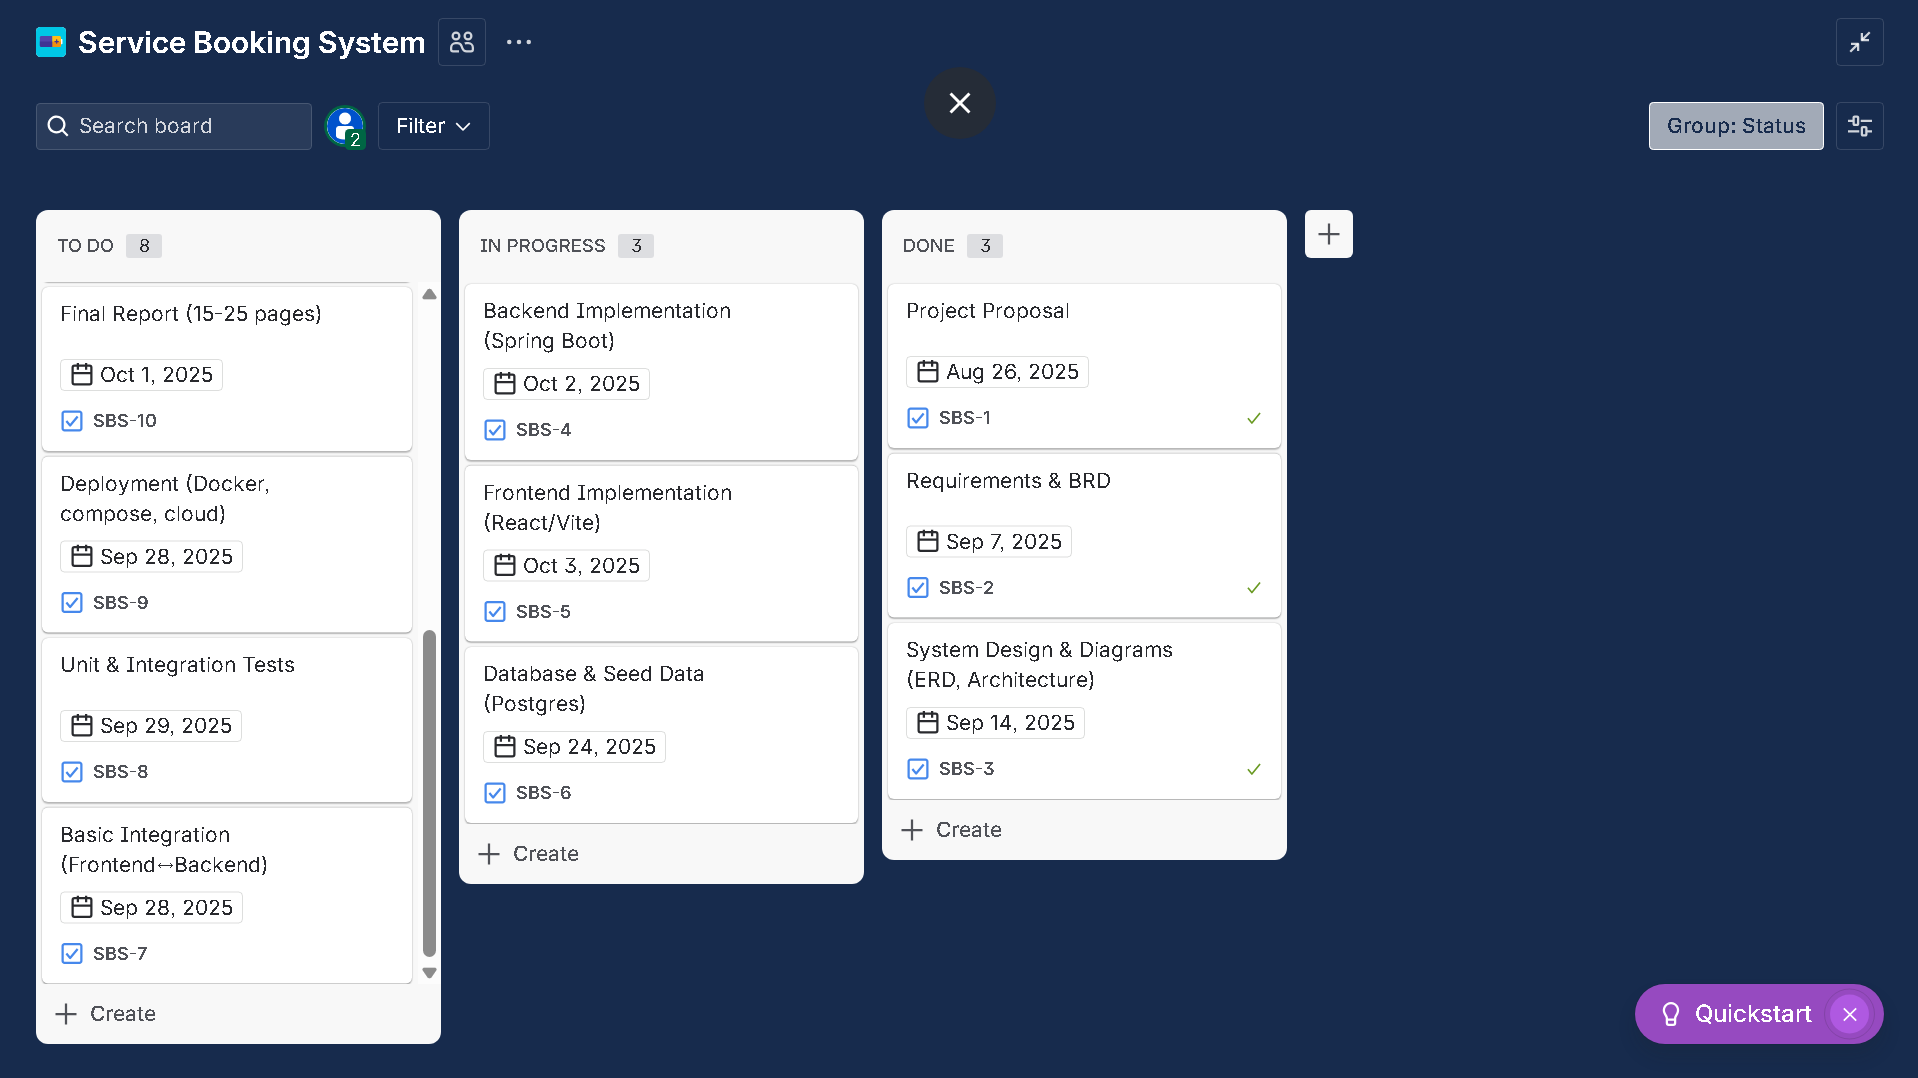 Service Booking System
Search board
2
Filter
Group: Status
TO DO 8
Final Report (15-25 pages)
Oct 1, 2025
SBS-10
Deployment (Docker,
compose, cloud)
Sep 28, 2025
SBS-9
Unit & Integration Tests
Sep 29, 2025
SBS-8
Basic Integration
(Frontend↔Backend)
Sep 28, 2025
SBS-7
Create
IN PROGRESS 3
Backend Implementation
(Spring Boot)
Oct 2, 2025
SBS-4
Frontend Implementation
(React/Vite)
Oct 3, 2025
SBS-5
Database & Seed Data
(Postgres)
Sep 24, 2025
SBS-6
Create
DONE 3
Project Proposal
Aug 26, 2025
SBS-1
Requirements & BRD
Sep 7, 2025
SBS-2
System Design & Diagrams
(ERD, Architecture)
Sep 14, 2025
SBS-3
Create
Quickstart